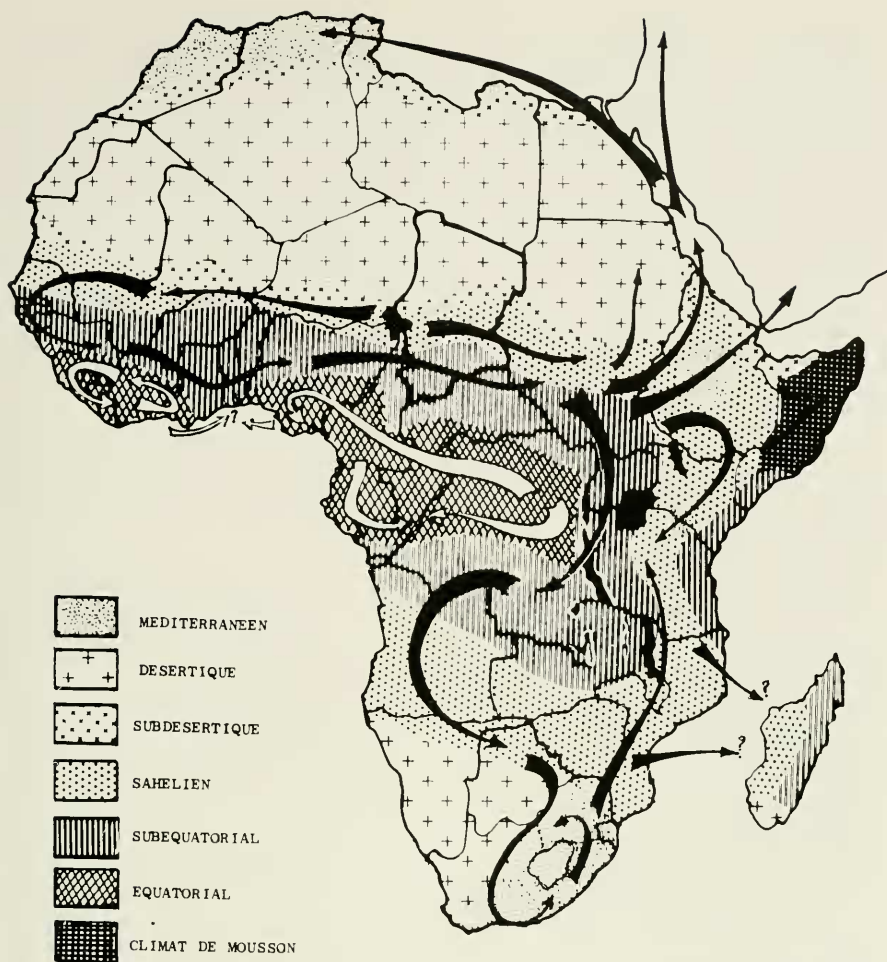 ?
?
?
MEDITERRANEEN
DESERTIQUE
SUBDESERTIQUE
SAHELIEN
SUBEQUATORIAL
EQUATORIAL
CLIMAT DE MOUSSON